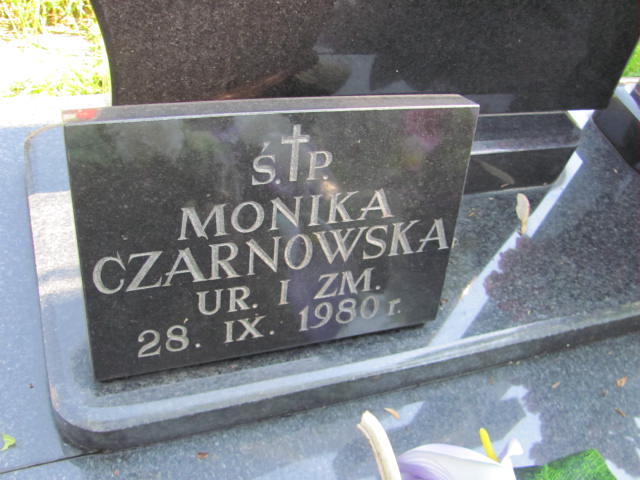 Ś.†P.
MONIKA
CZARNOWSKA
UR. I ZM.
28. IX. 1980 r.